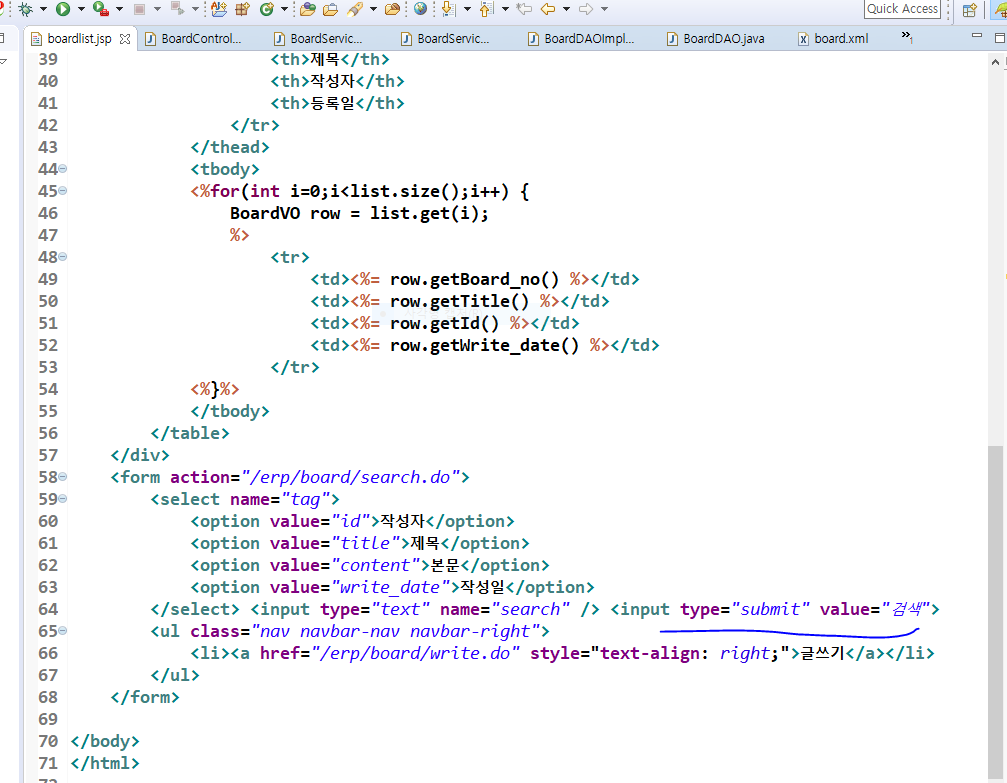 Quick Access
boardlist.jsp BoardControl... BoardServic... BoardServic... BoardDAOImpl... BoardDAO.java board.xml »1
39 <th>제목</th>
40 <th>작성자</th>
41 <th>등록일</th>
42 </tr>
43 </thead>
44 <tbody>
45 <%for(int i=0;i<list.size();i++) {
46 BoardVO row = list.get(i);
47 %>
48 <tr>
49 <td><%= row.getBoard_no() %></td>
50 <td><%= row.getTitle() %></td>
51 <td><%= row.getId() %></td>
52 <td><%= row.getWrite_date() %></td>
53 </tr>
54 <%}%>
55 </tbody>
56 </table>
57 </div>
58 <form action="/erp/board/search.do">
59 <select name="tag">
60 <option value="id">작성자</option>
61 <option value="title">제목</option>
62 <option value="content">본문</option>
63 <option value="write_date">작성일</option>
64 </select> <input type="text" name="search" /> <input type="submit" value="검색">
65 <ul class="nav navbar-nav navbar-right">
66 <li><a href="/erp/board/write.do" style="text-align: right;">글쓰기</a></li>
67 </ul>
68 </form>
69
70 </body>
71 </html>